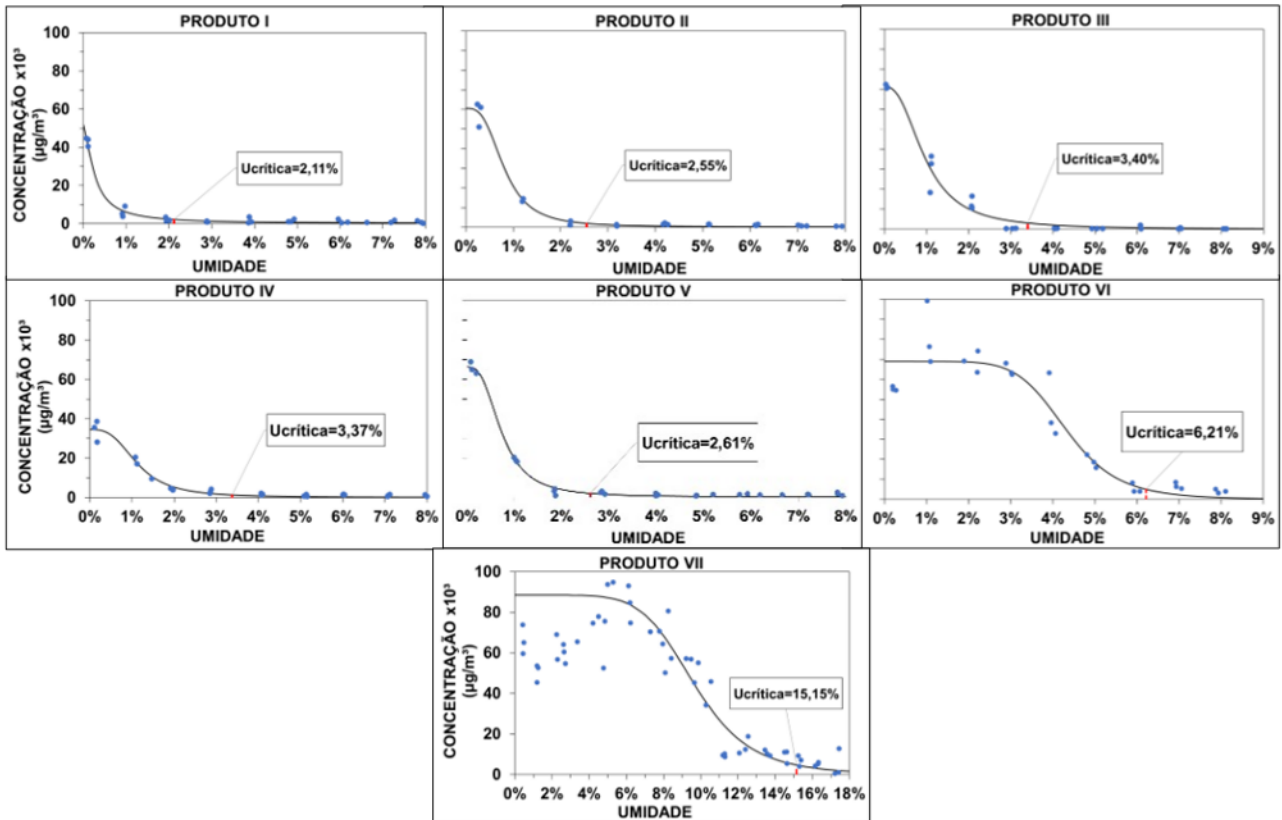 PRODUTO I
CONCENTRAÇÃO x10³
(µg/m³)
100
80
60
40
20
0
Ucrítica=2,11%
0% 1% 2% 3% 4% 5% 6% 7% 8%
UMIDADE
PRODUTO II
Ucrítica=2,55%
0% 1% 2% 3% 4% 5% 6% 7% 8%
UMIDADE
PRODUTO III
Ucrítica=3,40%
0% 1% 2% 3% 4% 5% 6% 7% 8% 9%
UMIDADE
PRODUTO IV
CONCENTRAÇÃO x10³
(µg/m³)
100
80
60
40
20
0
Ucrítica=3,37%
0% 1% 2% 3% 4% 5% 6% 7% 8%
UMIDADE
PRODUTO V
Ucrítica=2,61%
0% 1% 2% 3% 4% 5% 6% 7% 8%
UMIDADE
PRODUTO VI
Ucrítica=6,21%
0% 1% 2% 3% 4% 5% 6% 7% 8% 9%
UMIDADE
PRODUTO VII
CONCENTRAÇÃO x10³
(µg/m³)
100
80
60
40
20
0
Ucrítica=15,15%
0% 2% 4% 6% 8% 10% 12% 14% 16% 18%
UMIDADE